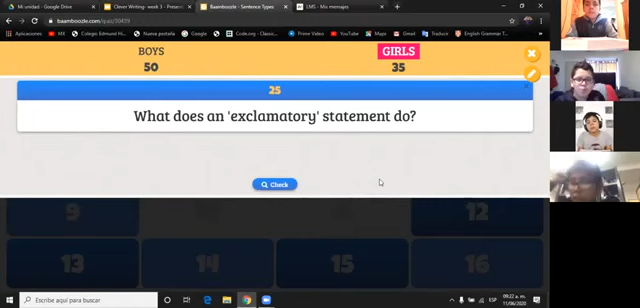 Mi unidad - Google Drive
Clever Writing- week 3 - Present
Baamboozle - Sentence Types
LMS - Mis mensajes
baamboozle.com/quiz/30439
Aplicaciones
MX
Colegio Edmund H
Nueva pestaña
Google
Code.org
Classic
Prime Video
YouTube
Maps
Gmail
Traducir
English Grammar T
BOYS
50
GIRLS
35
25
What does an 'exclamatory' statement do?
Check
9
12
13
14
15
16
Escribe aquí para buscar
ESP
09:22 a. m.
11/06/2020